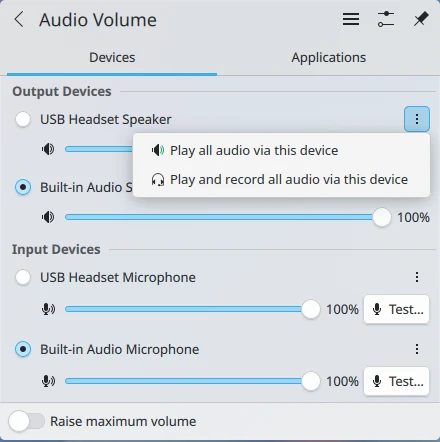 Audio Volume
Devices Applications
Output Devices
USB Headset Speaker
Play all audio via this device
Play and record all audio via this device
Built-in Audio S
100%
Input Devices
USB Headset Microphone
100% Test...
Built-in Audio Microphone
100% Test...
Raise maximum volume